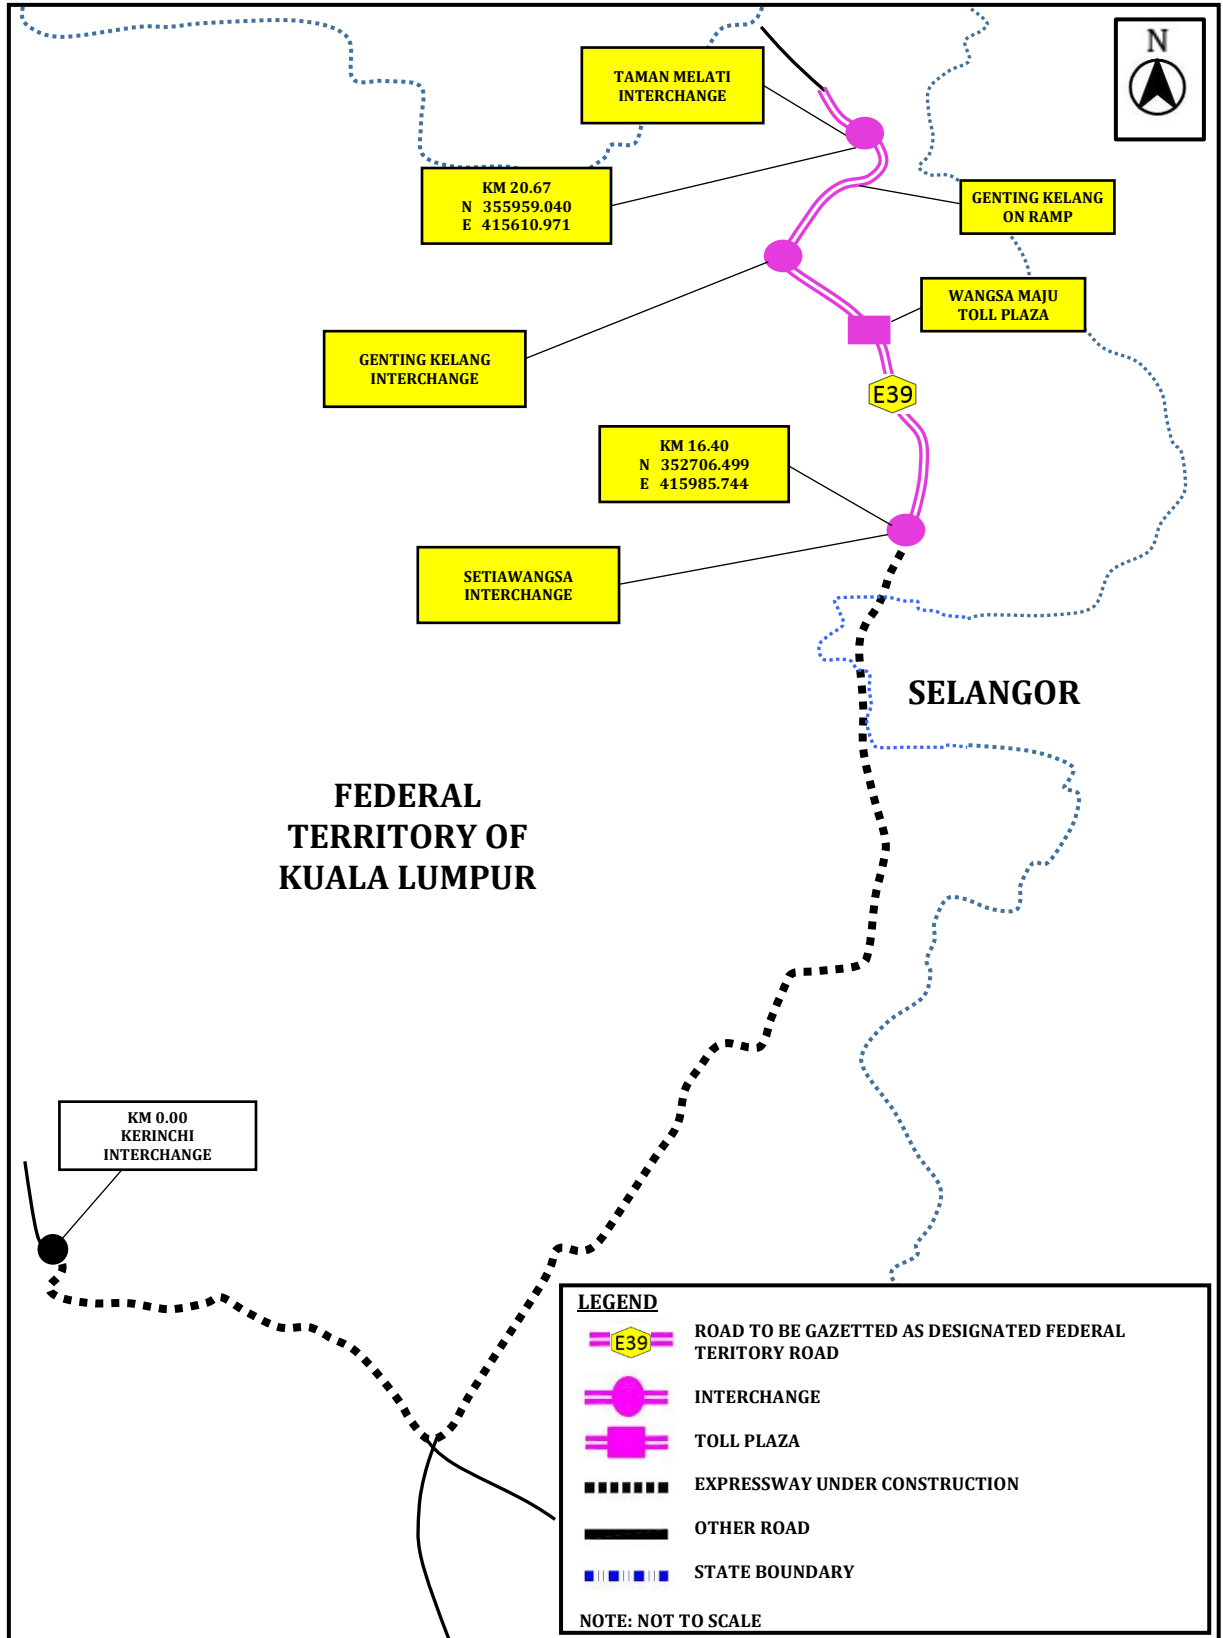 N
TAMAN MELATI
INTERCHANGE
KM 20.67
N 355959.040
E 415610.971
GENTING KELANG
ON RAMP
WANGSA MAJU
TOLL PLAZA
GENTING KELANG
INTERCHANGE
E39
KM 16.40
N 352706.499
E 415985.744
SETIAWANGSA
INTERCHANGE
SELANGOR
FEDERAL
TERRITORY OF
KUALA LUMPUR
KM 0.00
KERINCHI
INTERCHANGE
LEGEND
E39
ROAD TO BE GAZETTED AS DESIGNATED FEDERAL
TERITORY ROAD
INTERCHANGE
TOLL PLAZA
EXPRESSWAY UNDER CONSTRUCTION
OTHER ROAD
STATE BOUNDARY
NOTE: NOT TO SCALE